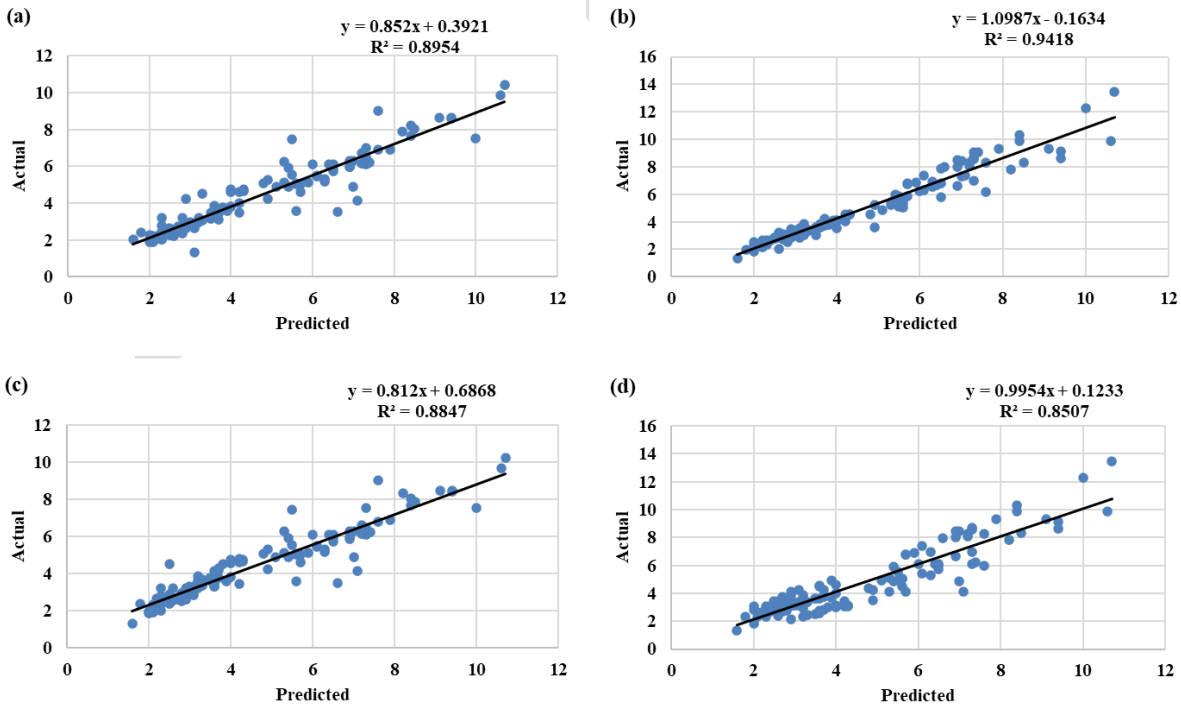 (a)
y = 0.852x + 0.3921
R² = 0.8954
12
10
8
6
4
2
0
Actual
0 2 4 6 8 10 12
Predicted
(b)
y = 1.0987x - 0.1634
R² = 0.9418
16
14
12
10
8
6
4
2
0
Actual
0 2 4 6 8 10 12
Predicted
(c)
y = 0.812x + 0.6868
R² = 0.8847
12
10
8
6
4
2
0
Actual
0 2 4 6 8 10 12
Predicted
(d)
y = 0.9954x + 0.1233
R² = 0.8507
16
14
12
10
8
6
4
2
0
Actual
0 2 4 6 8 10 12
Predicted